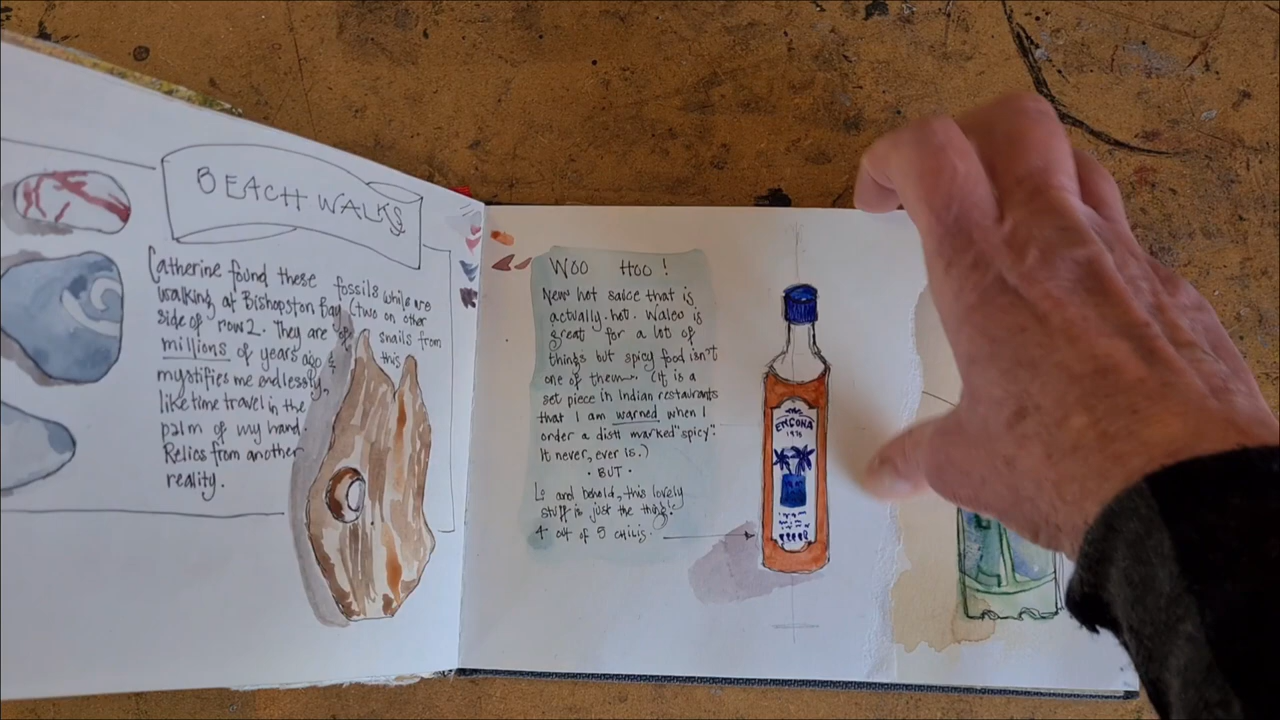 BEACH WALKS
Catherine found these fossils while
walking at Bishopston Bay (two on other
side of row 2. They are snails from
millions of years ago & this
mystifies me endlessly,
like time travel in the
palm of my hand.
Relics from another
reality.
Woo Hoo!
New hot sauce that is
actually hot. Wales is
great for a lot of
things but spicy food isn't
one of them. (It is a
set piece in Indian restaurants
that I am warned when I
order a dish marked "spicy".
It never, ever is.)
· BUT ·
Lo and behold, this lovely
stuff is just the thing!
4 out of 5 chilis.
ENCONA
1975